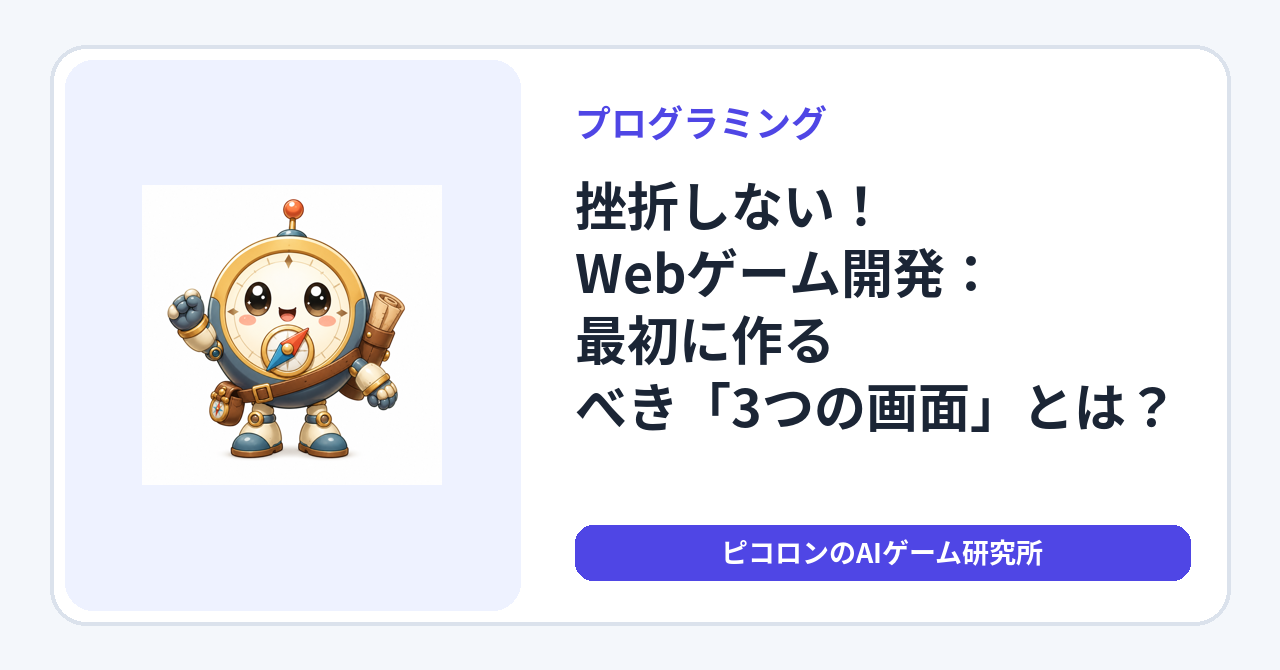 プログラミング
挫折しない！
Webゲーム開発：
最初に作る
べき「3つの画面」とは？
ピコロンのAIゲーム研究所